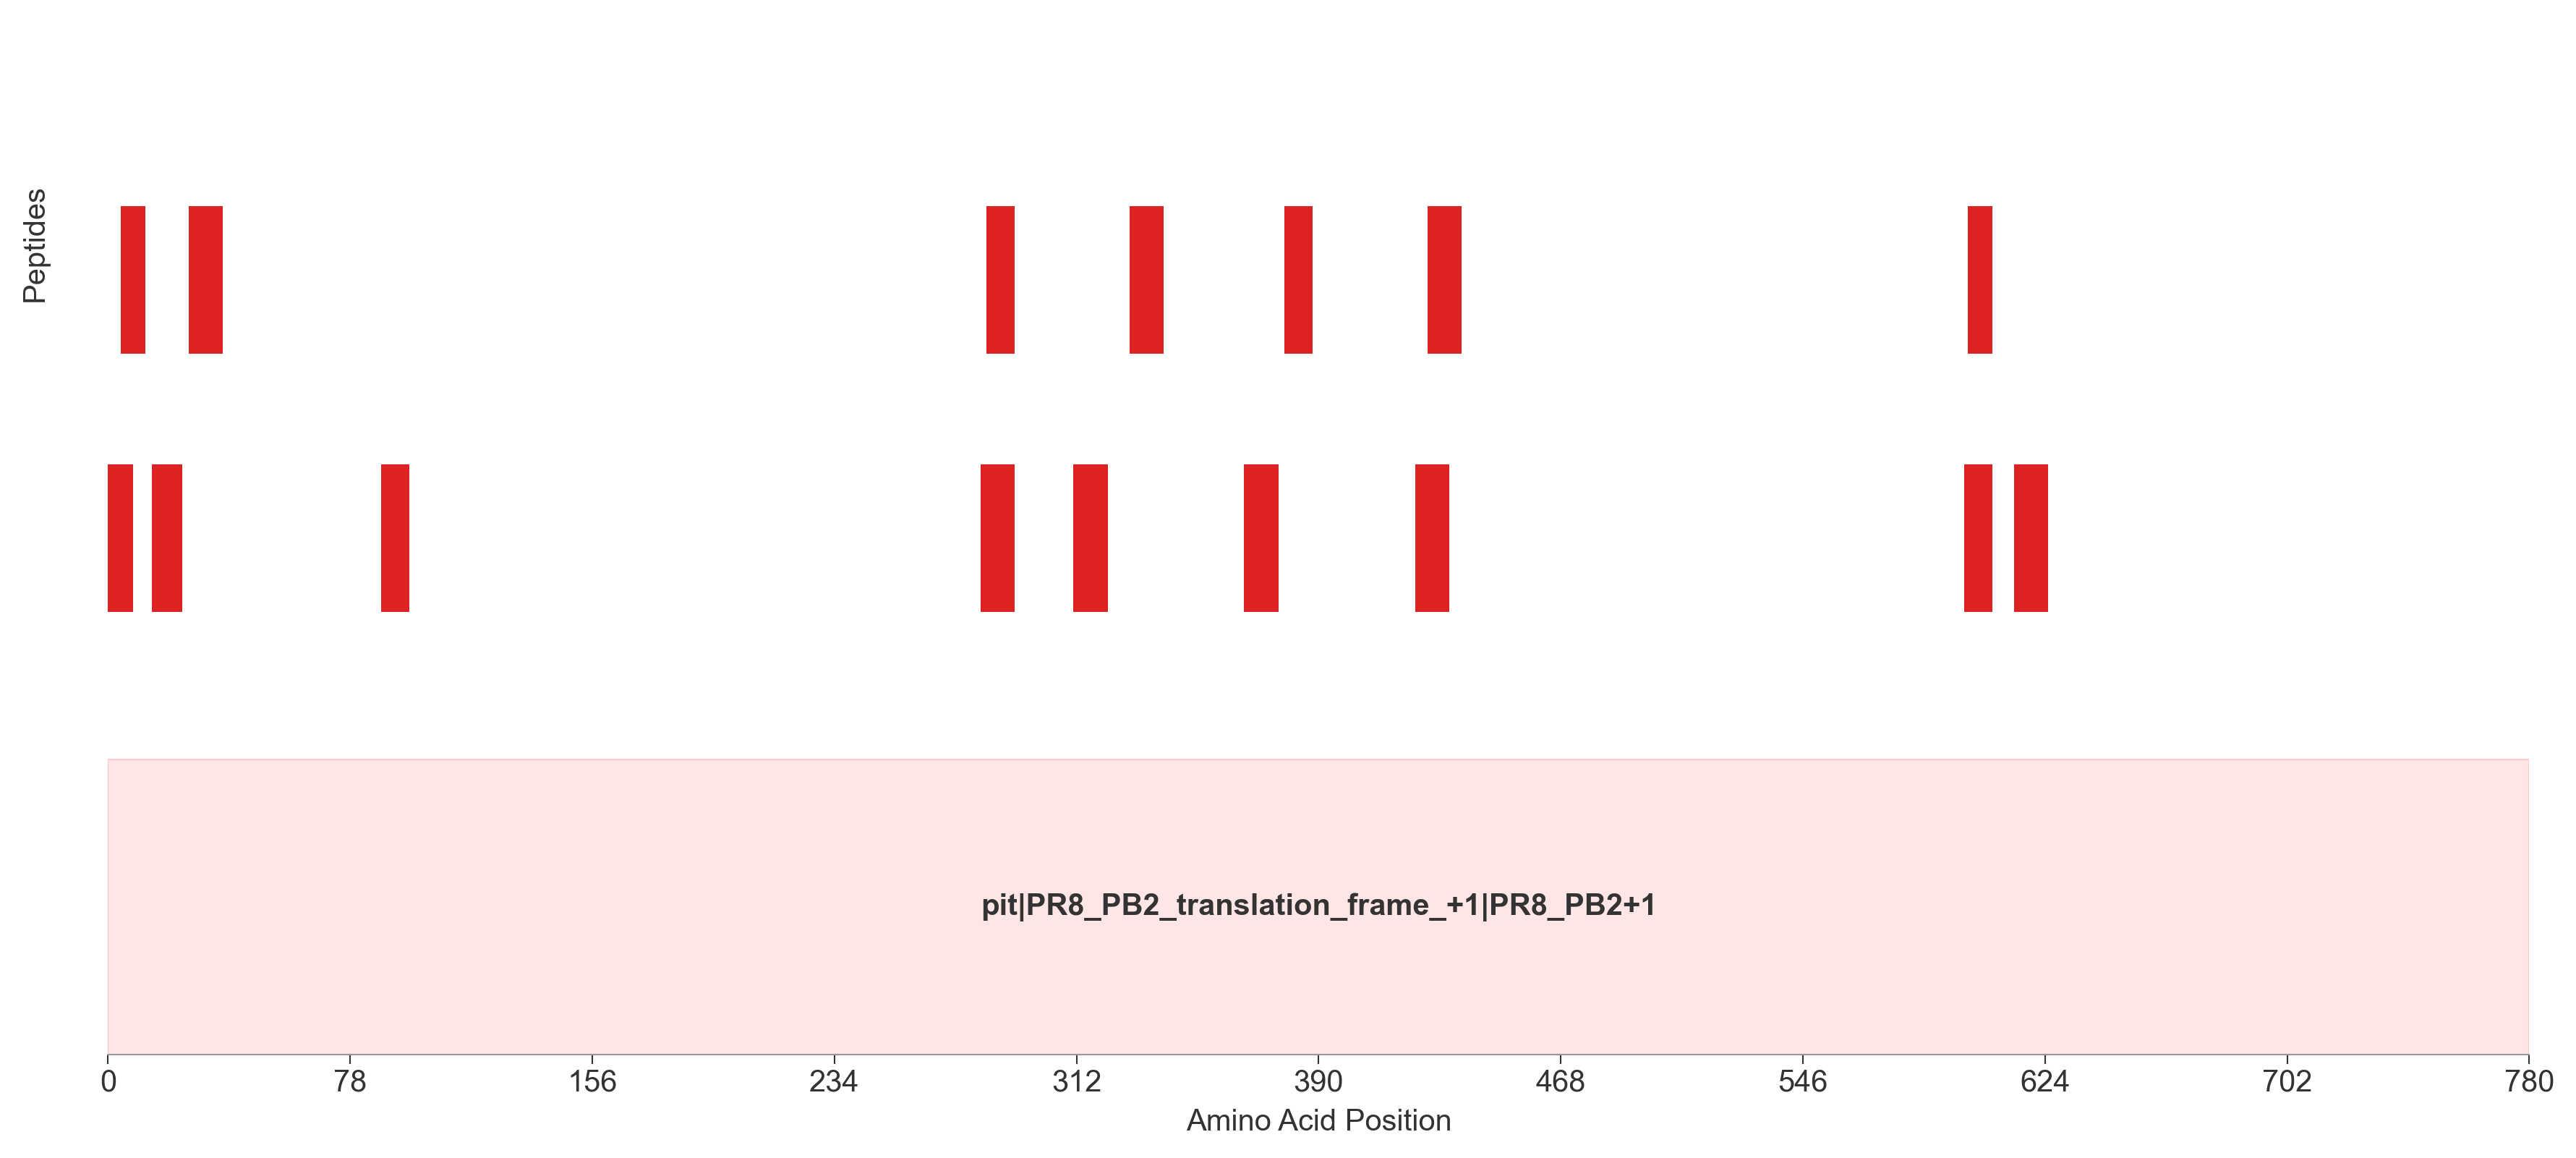 Peptides
pit|PR8_PB2_translation_frame_+1|PR8_PB2+1
0 78 156 234 312 390 468 546 624 702 780
Amino Acid Position